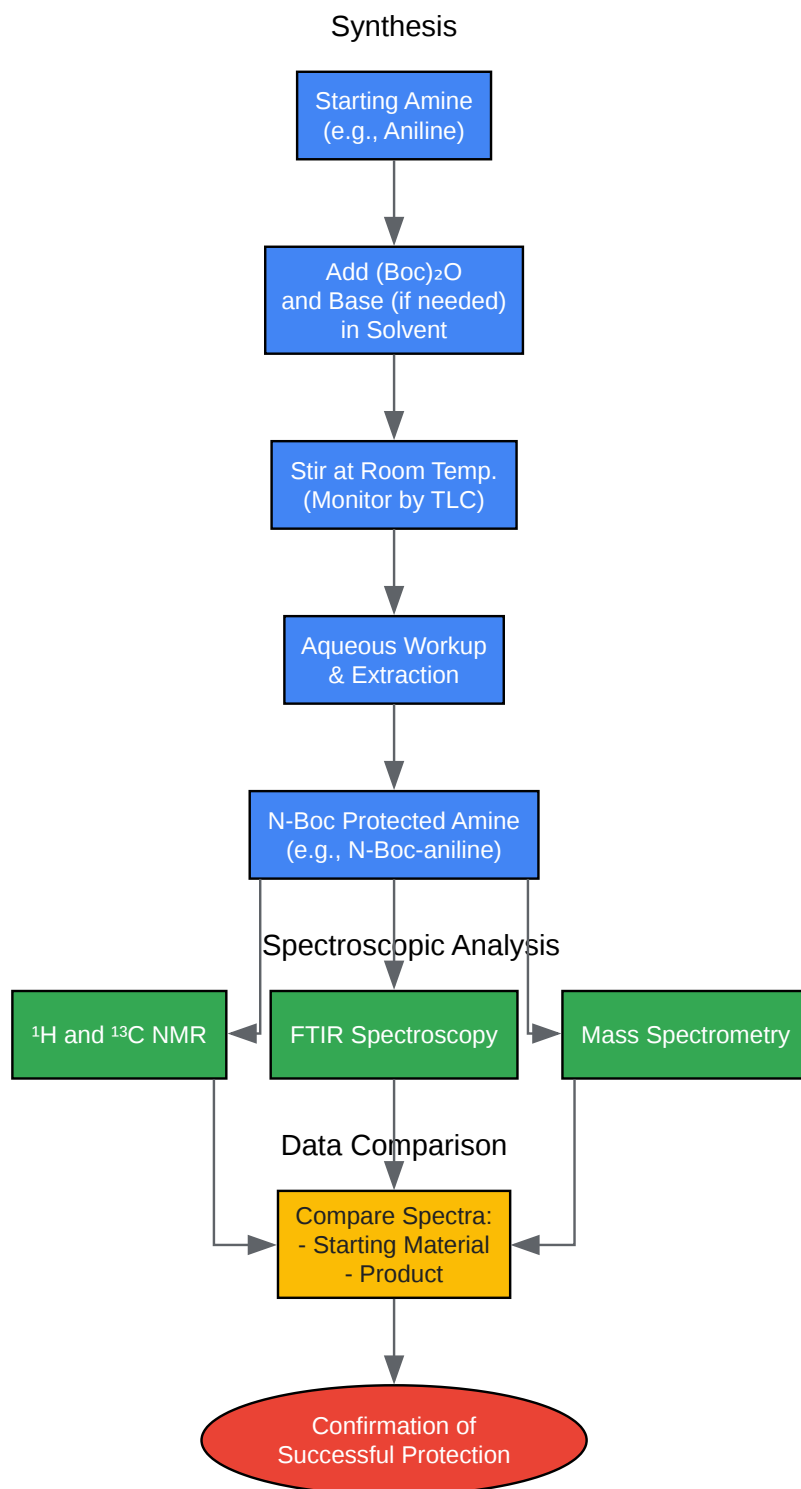 Synthesis
Starting Amine
(e.g., Aniline)
Add (Boc)₂O
and Base (if needed)
in Solvent
Stir at Room Temp.
(Monitor by TLC)
Aqueous Workup
& Extraction
N-Boc Protected Amine
(e.g., N-Boc-aniline)
Spectroscopic Analysis
¹H and ¹³C NMR
FTIR Spectroscopy
Mass Spectrometry
Data Comparison
Compare Spectra:
- Starting Material
- Product
Confirmation of
Successful Protection